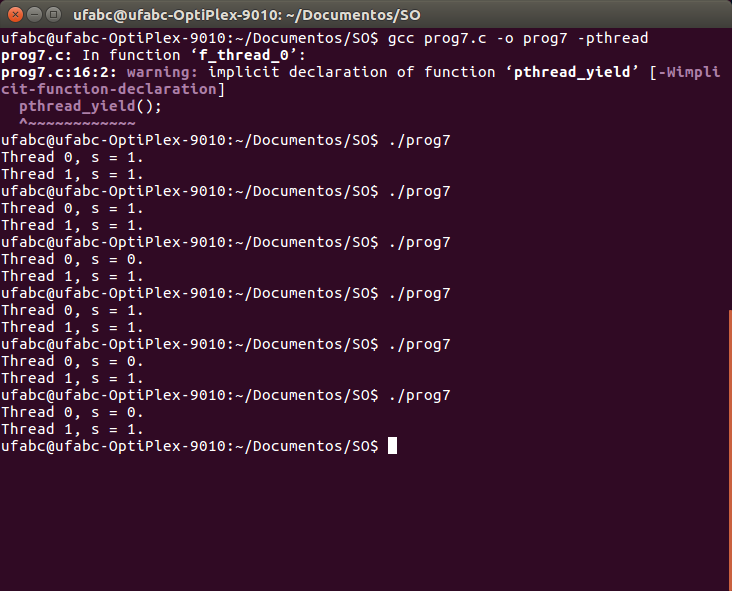 ufabc@ufabc-OptiPlex-9010: ~/Documentos/SO
ufabc@ufabc-OptiPlex-9010:~/Documentos/SO$ gcc prog7.c -o prog7 -pthread
prog7.c: In function ‘f_thread_0’:
prog7.c:16:2: warning: implicit declaration of function ‘pthread_yield’ [-Wimpli
cit-function-declaration]
  pthread_yield();
  ^~~~~~~~~~~~~
ufabc@ufabc-OptiPlex-9010:~/Documentos/SO$ ./prog7
Thread 0, s = 1.
Thread 1, s = 1.
ufabc@ufabc-OptiPlex-9010:~/Documentos/SO$ ./prog7
Thread 0, s = 1.
Thread 1, s = 1.
ufabc@ufabc-OptiPlex-9010:~/Documentos/SO$ ./prog7
Thread 0, s = 0.
Thread 1, s = 1.
ufabc@ufabc-OptiPlex-9010:~/Documentos/SO$ ./prog7
Thread 0, s = 1.
Thread 1, s = 1.
ufabc@ufabc-OptiPlex-9010:~/Documentos/SO$ ./prog7
Thread 0, s = 0.
Thread 1, s = 1.
ufabc@ufabc-OptiPlex-9010:~/Documentos/SO$ ./prog7
Thread 0, s = 0.
Thread 1, s = 1.
ufabc@ufabc-OptiPlex-9010:~/Documentos/SO$